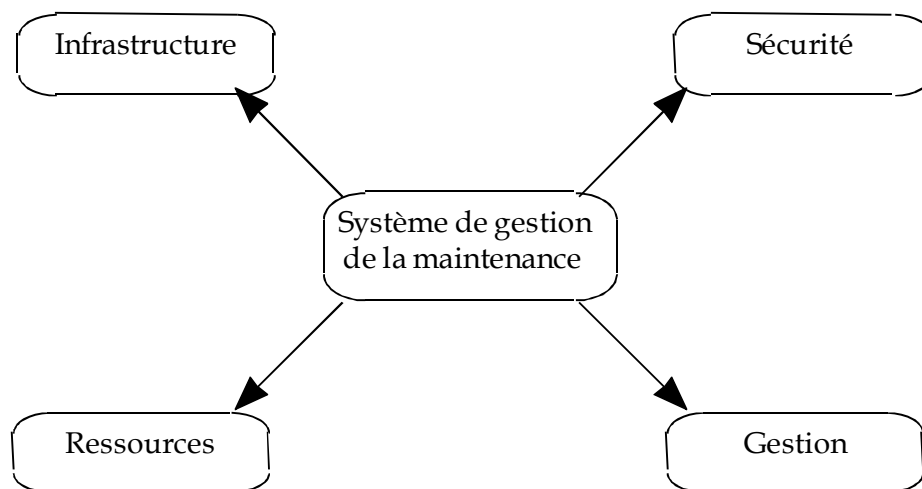 Infrastructure
Sécurité
Système de gestion
de la maintenance
Ressources
Gestion